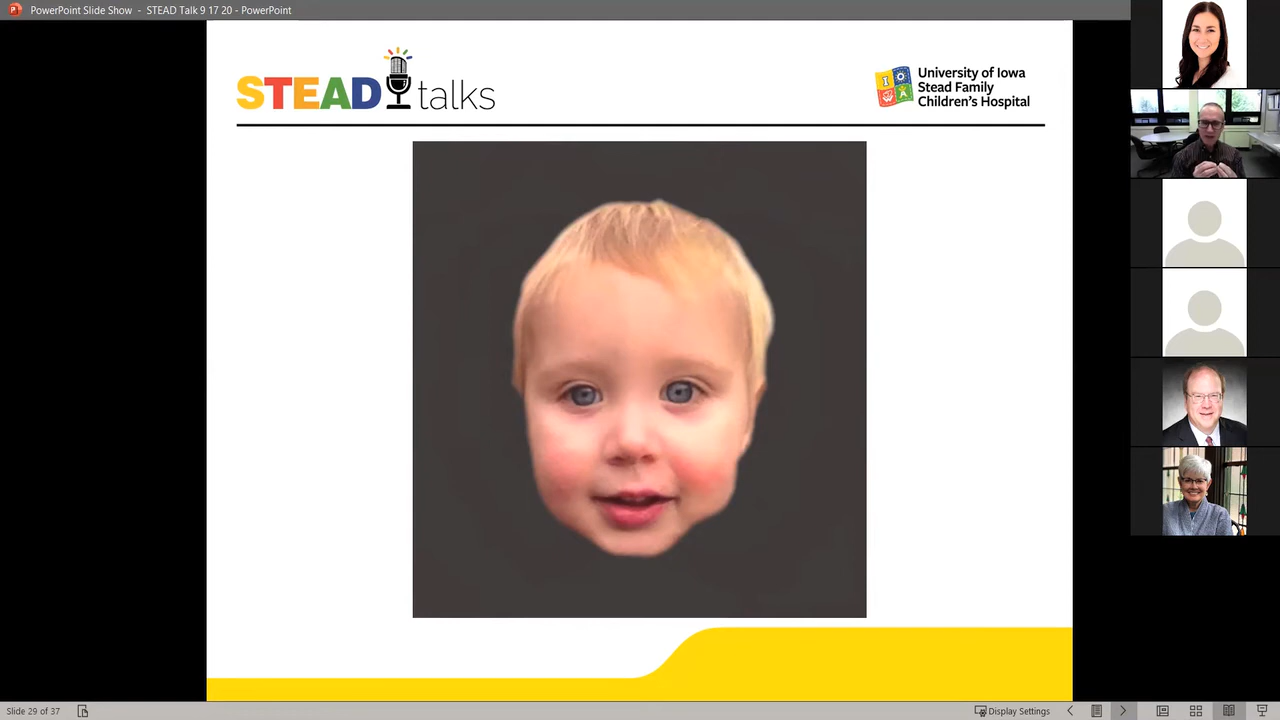 PowerPoint Slide Show - STEAD Talk 9 17 20 - PowerPoint
STEAD talks
University of Iowa
Stead Family
Children's Hospital
Slide 29 of 37
Display Settings